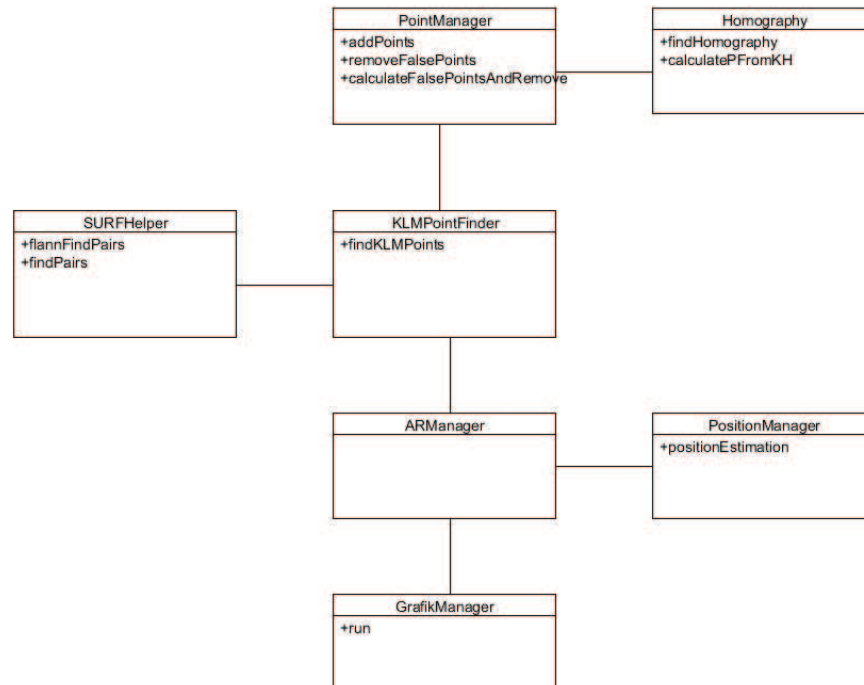 PointManager
+addPoints
+removeFalsePoints
+calculateFalsePointsAndRemove
Homography
+findHomography
+calculatePFromKH
SURFHelper
+flannFindPairs
+findPairs
KLMPointFinder
+findKLMPoints
ARManager
PositionManager
+positionEstimation
GrafikManager
+run